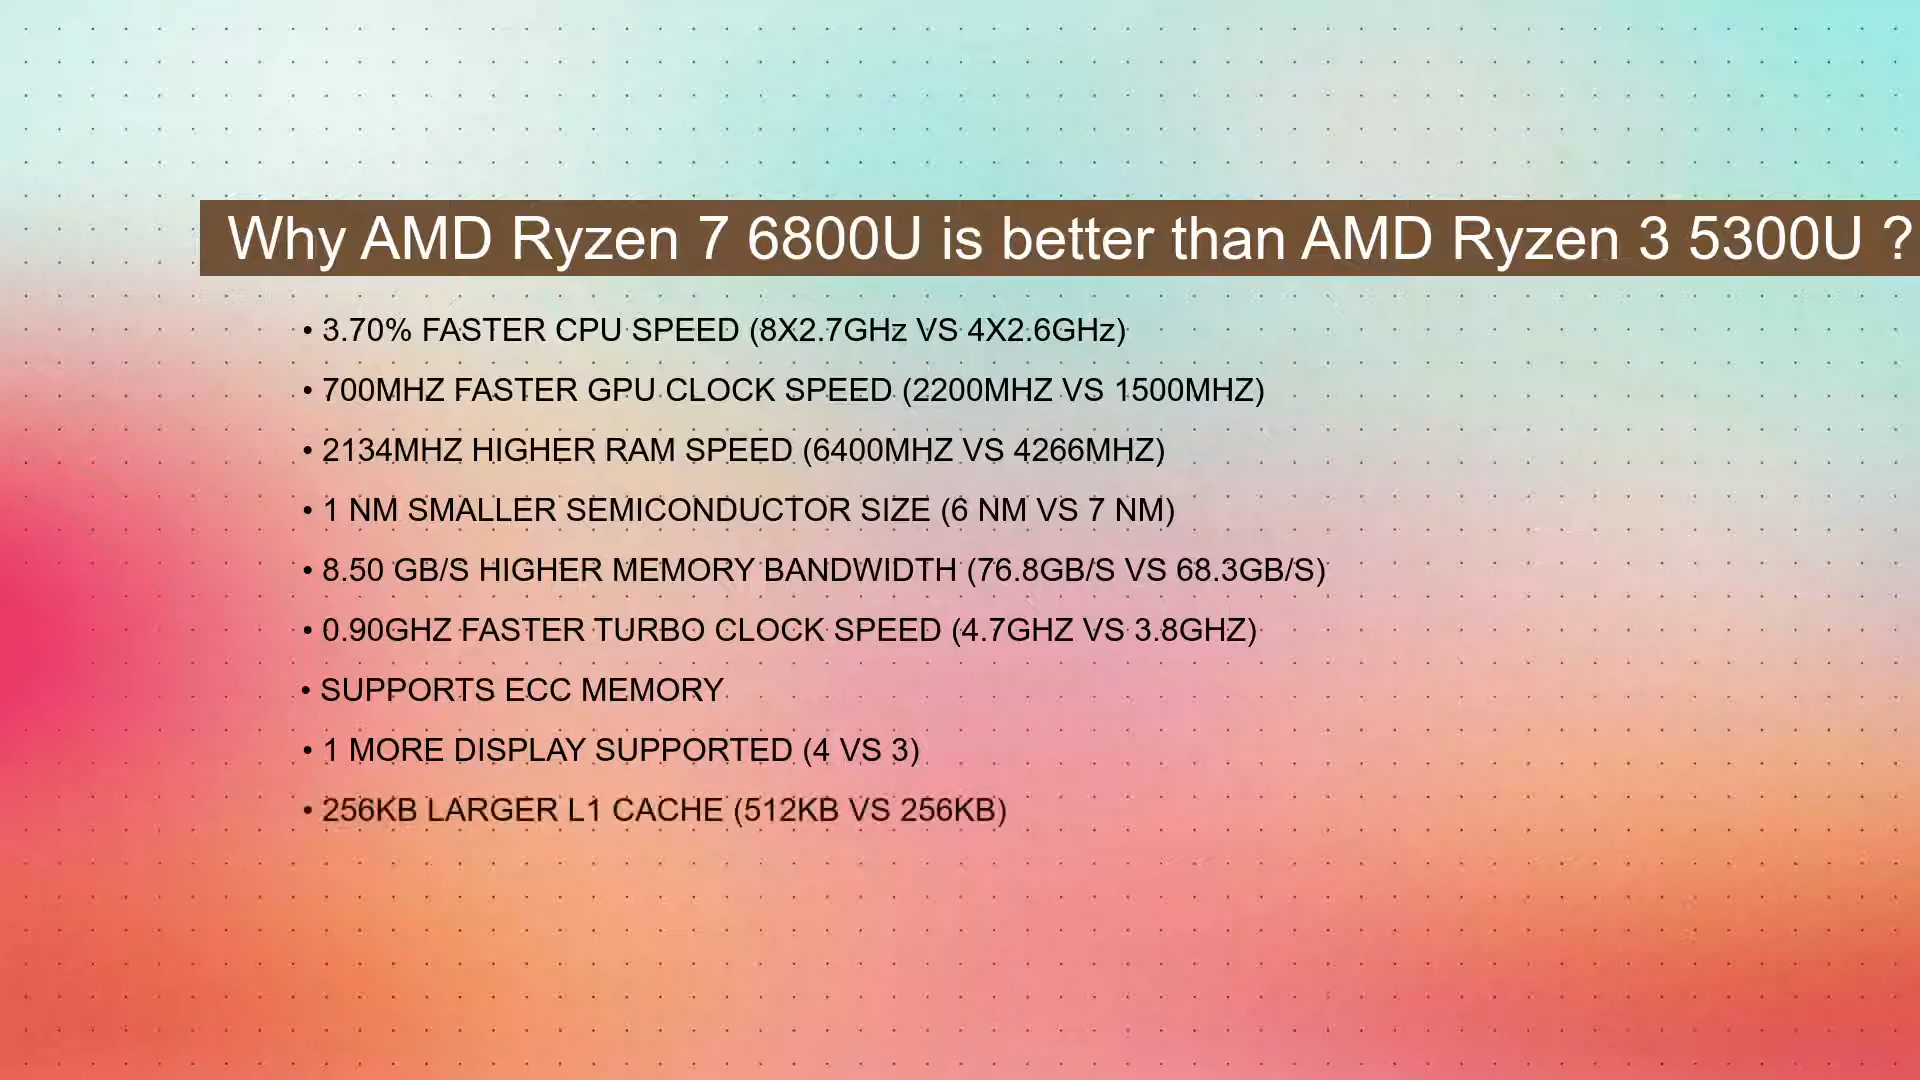 Why AMD Ryzen 7 6800U is better than AMD Ryzen 3 5300U ?
• 3.70% FASTER CPU SPEED (8X2.7GHz VS 4X2.6GHz)
• 700MHZ FASTER GPU CLOCK SPEED (2200MHZ VS 1500MHZ)
• 2134MHZ HIGHER RAM SPEED (6400MHZ VS 4266MHZ)
• 1 NM SMALLER SEMICONDUCTOR SIZE (6 NM VS 7 NM)
• 8.50 GB/S HIGHER MEMORY BANDWIDTH (76.8GB/S VS 68.3GB/S)
• 0.90GHZ FASTER TURBO CLOCK SPEED (4.7GHZ VS 3.8GHZ)
• SUPPORTS ECC MEMORY
• 1 MORE DISPLAY SUPPORTED (4 VS 3)
• 256KB LARGER L1 CACHE (512KB VS 256KB)